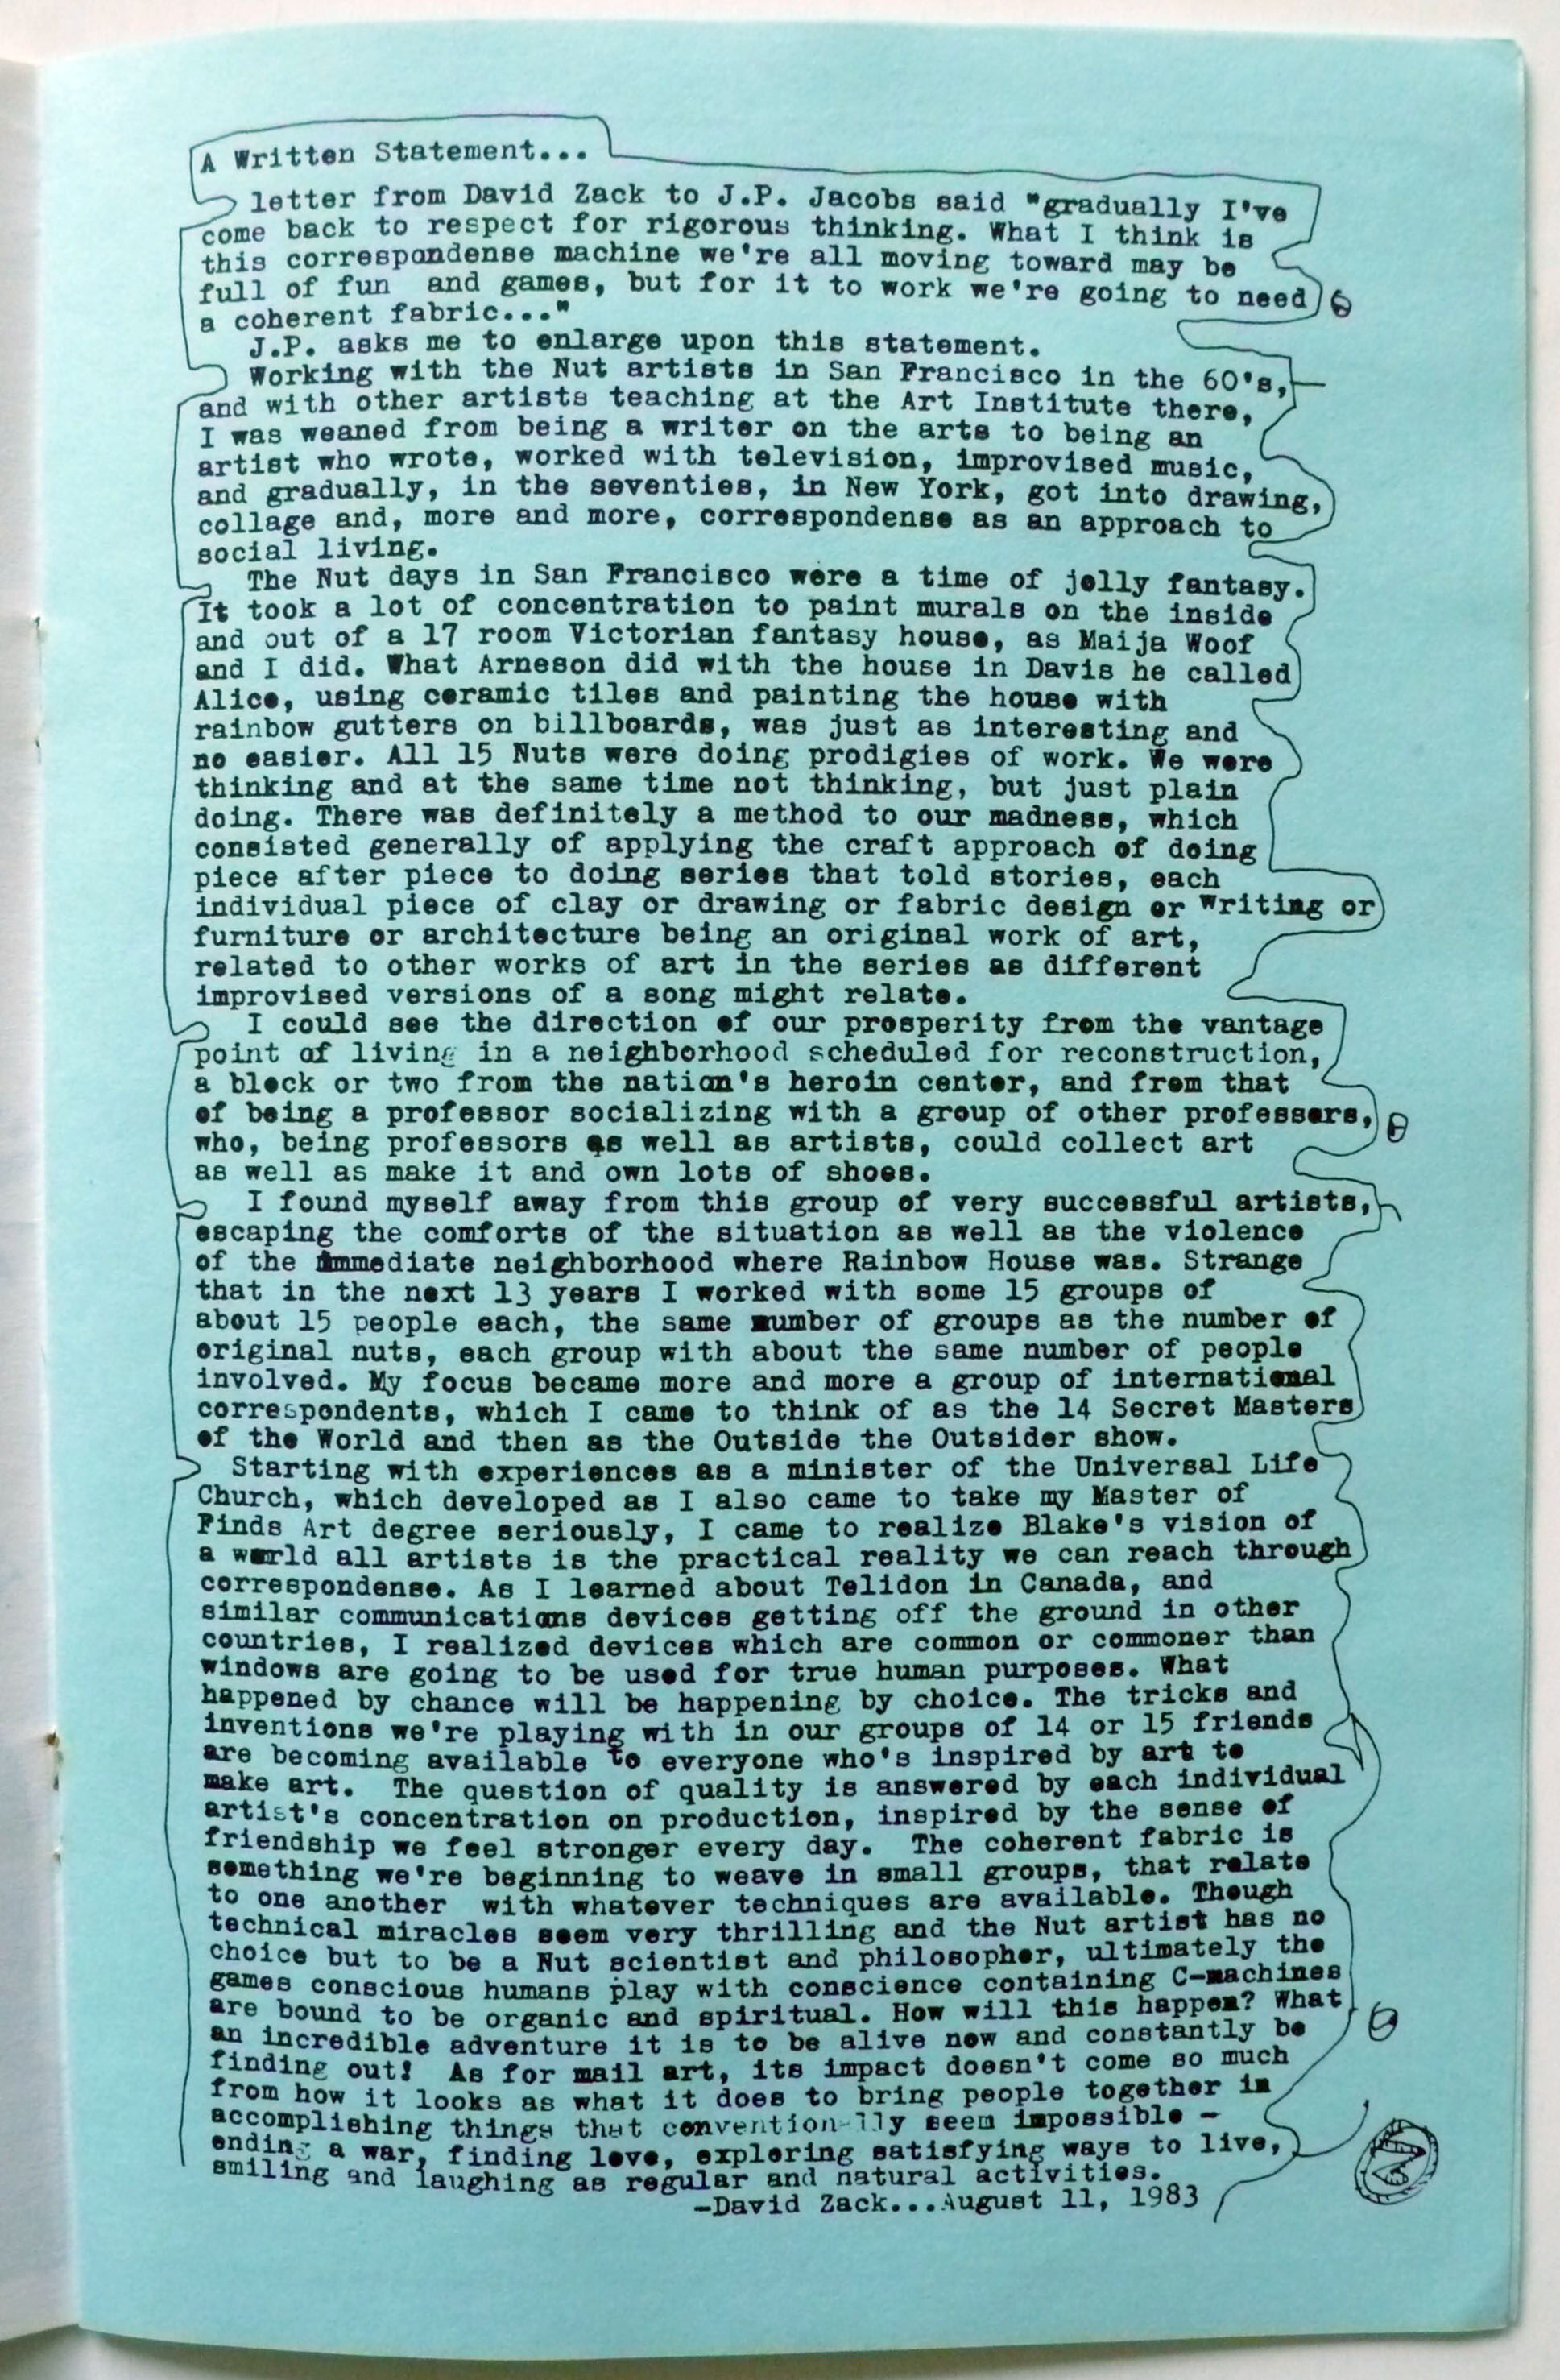 A Written Statement...
letter from David Zack to J.P. Jacobs said "gradually I've
come back to respect for rigorous thinking. What I think is
this correspondense machine we're all moving toward may be
full of fun and games, but for it to work we're going to need
a coherent fabric..."
J.P. asks me to enlarge upon this statement.
Working with the Nut artists in San Francisco in the 60's,
and with other artists teaching at the Art Institute there,
I was weaned from being a writer on the arts to being an
artist who wrote, worked with television, improvised music,
and gradually, in the seventies, in New York, got into drawing,
collage and, more and more, correspondense as an approach to
social living.
The Nut days in San Francisco were a time of jelly fantasy.
It took a lot of concentration to paint murals on the inside
and out of a 17 room Victorian fantasy house, as Maija Woof
and I did. What Arneson did with the house in Davis he called
Alice, using ceramic tiles and painting the house with
rainbow gutters on billboards, was just as interesting and
no easier. All 15 Nuts were doing prodigies of work. We were
thinking and at the same time not thinking, but just plain
doing. There was definitely a method to our madness, which
consisted generally of applying the craft approach of doing
piece after piece to doing series that told stories, each
individual piece of clay or drawing or fabric design or writing or
furniture or architecture being an original work of art,
related to other works of art in the series as different
improvised versions of a song might relate.
I could see the direction of our prosperity from the vantage
point of living in a neighborhood scheduled for reconstruction,
a block or two from the nation's heroin center, and from that
of being a professor socializing with a group of other professors,
who, being professors as well as artists, could collect art
as well as make it and own lots of shoes.
I found myself away from this group of very successful artists,
escaping the comforts of the situation as well as the violence
of the immediate neighborhood where Rainbow House was. Strange
that in the next 13 years I worked with some 15 groups of
about 15 people each, the same number of groups as the number of
original nuts, each group with about the same number of people
involved. My focus became more and more a group of international
correspondents, which I came to think of as the 14 Secret Masters
of the World and then as the Outside the Outsider show.
Starting with experiences as a minister of the Universal Life
Church, which developed as I also came to take my Master of
Finds Art degree seriously, I came to realize Blake's vision of
a world all artists is the practical reality we can reach through
correspondense. As I learned about Telidon in Canada, and
similar communications devices getting off the ground in other
countries, I realized devices which are common or commoner than
windows are going to be used for true human purposes. What
happened by chance will be happening by choice. The tricks and
inventions we're playing with in our groups of 14 or 15 friends
are becoming available to everyone who's inspired by art to
make art. The question of quality is answered by each individual
artist's concentration on production, inspired by the sense of
friendship we feel stronger every day. The coherent fabric is
something we're beginning to weave in small groups, that relate
to one another with whatever techniques are available. Though
technical miracles seem very thrilling and the Nut artist has no
choice but to be a Nut scientist and philosopher, ultimately the
games conscious humans play with conscience containing C-machines
are bound to be organic and spiritual. How will this happen? What
an incredible adventure it is to be alive now and constantly be
finding out! As for mail art, its impact doesn't come so much
from how it looks as what it does to bring people together in
accomplishing things that conventionally seem impossible -
ending a war, finding love, exploring satisfying ways to live,
smiling and laughing as regular and natural activities.
-David Zack...August 11, 1983